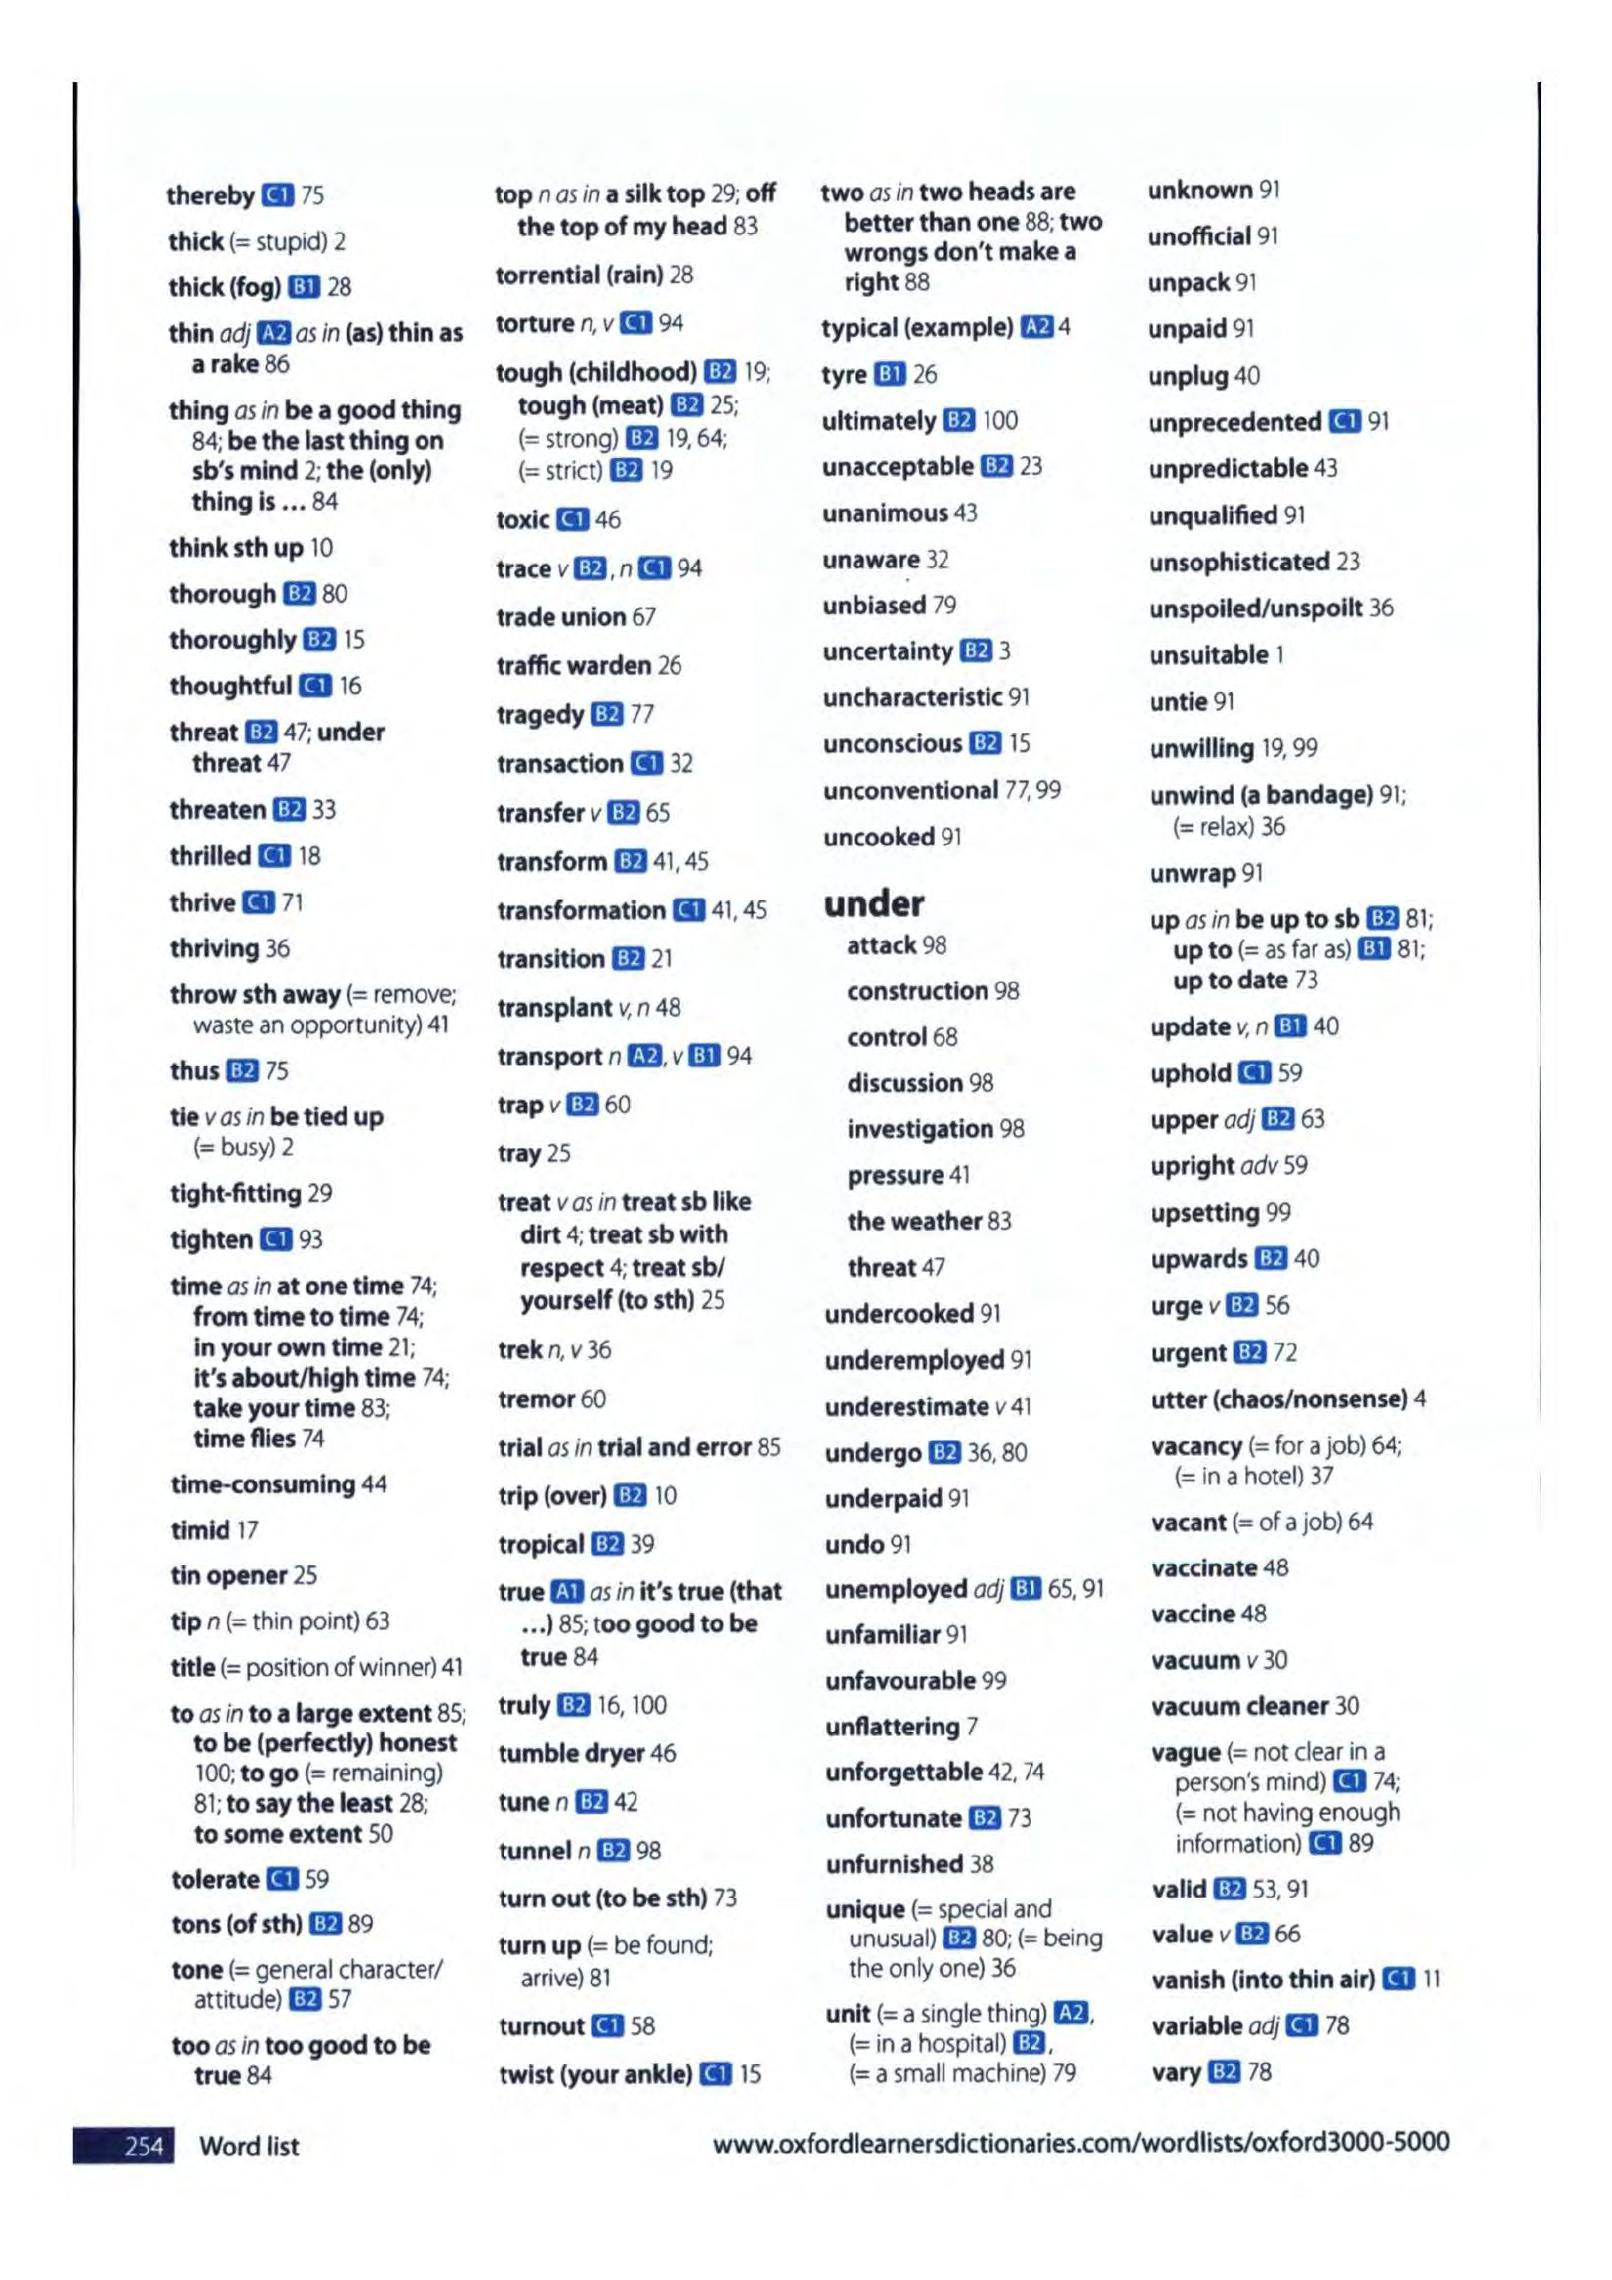 thereby C1 75
thick (= stupid) 2
thick (fog) B1 28
thin adj A2 as in (as) thin as
a rake 86
thing as in be a good thing
84; be the last thing on
sb's mind 2; the (only)
thing is ... 84
think sth up 10
thorough B2 80
thoroughly B2 15
thoughtful C1 16
threat B2 47; under
threat 47
threaten B2 33
thrilled C1 18
thrive C1 71
thriving 36
throw sth away (= remove;
waste an opportunity) 41
thus B2 75
tie v as in be tied up
(= busy) 2
tight-fitting 29
tighten C1 93
time as in at one time 74;
from time to time 74;
in your own time 21;
it's about/high time 74;
take your time 83;
time flies 74
time-consuming 44
timid 17
tin opener 25
tip n (= thin point) 63
title (= position of winner) 41
to as in to a large extent 85;
to be (perfectly) honest
100; to go (= remaining)
81; to say the least 28;
to some extent 50
tolerate C1 59
tons (of sth) B2 89
tone (= general character/
attitude) B2 57
too as in too good to be
true 84
top n as in a silk top 29; off
the top of my head 83
torrential (rain) 28
torture n, v C1 94
tough (childhood) B2 19;
tough (meat) B2 25;
(= strong) B2 19, 64;
(= strict) B2 19
toxic C1 46
trace v B2, n C1 94
trade union 67
traffic warden 26
tragedy B2 77
transaction C1 32
transfer v B2 65
transform B2 41, 45
transformation C1 41, 45
transition B2 21
transplant v, n 48
transport n A2, v B1 94
trap v B2 60
tray 25
treat v as in treat sb like
dirt 4; treat sb with
respect 4; treat sb/
yourself (to sth) 25
trek n, v 36
tremor 60
trial as in trial and error 85
trip (over) B2 10
tropical B2 39
true A1 as in it's true (that
...) 85; too good to be
true 84
truly B2 16, 100
tumble dryer 46
tune n B2 42
tunnel n B2 98
turn out (to be sth) 73
turn up (= be found;
arrive) 81
turnout C1 58
twist (your ankle) C1 15
two as in two heads are
better than one 88; two
wrongs don't make a
right 88
typical (example) A2 4
tyre B1 26
ultimately B2 100
unacceptable B2 23
unanimous 43
unaware 32
unbiased 79
uncertainty B2 3
uncharacteristic 91
unconscious B2 15
unconventional 77, 99
uncooked 91
under
attack 98
construction 98
control 68
discussion 98
investigation 98
pressure 41
the weather 83
threat 47
undercooked 91
underemployed 91
underestimate v 41
undergo B2 36, 80
underpaid 91
undo 91
unemployed adj B1 65, 91
unfamiliar 91
unfavourable 99
unflattering 7
unforgettable 42, 74
unfortunate B2 73
unfurnished 38
unique (= special and
unusual) B2 80; (= being
the only one) 36
unit (= a single thing) A2,
(= in a hospital) B2,
(= a small machine) 79
unknown 91
unofficial 91
unpack 91
unpaid 91
unplug 40
unprecedented C1 91
unpredictable 43
unqualified 91
unsophisticated 23
unspoiled/unspoilt 36
unsuitable 1
untie 91
unwilling 19, 99
unwind (a bandage) 91;
(= relax) 36
unwrap 91
up as in be up to sb B2 81;
up to (= as far as) B1 81;
up to date 73
update v, n B1 40
uphold C1 59
upper adj B2 63
upright adv 59
upsetting 99
upwards B2 40
urge v B2 56
urgent B2 72
utter (chaos/nonsense) 4
vacancy (= for a job) 64;
(= in a hotel) 37
vacant (= of a job) 64
vaccinate 48
vaccine 48
vacuum v 30
vacuum cleaner 30
vague (= not clear in a
person's mind) C1 74;
(= not having enough
information) C1 89
valid B2 53, 91
value v B2 66
vanish (into thin air) C1 11
variable adj C1 78
vary B2 78
254 Word list
www.oxfordlearnersdictionaries.com/wordlists/oxford3000-5000